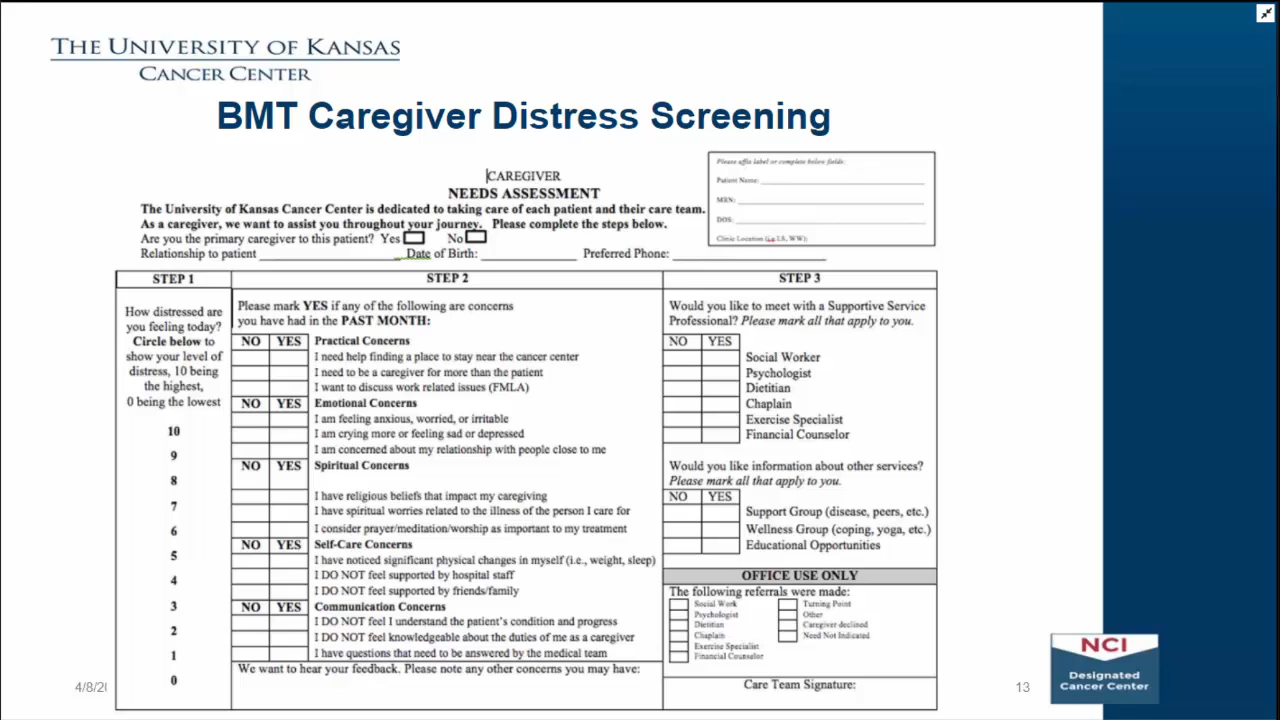 THE UNIVERSITY OF KANSAS
CANCER CENTER
BMT Caregiver Distress Screening
CAREGIVER
NEEDS ASSESSMENT
Please affix label or complete below fields:
Patient Name:
MRN:
DOS:
Clinic Location (i.e IS, WW):
The University of Kansas Cancer Center is dedicated to taking care of each patient and their care team.
As a caregiver, we want to assist you throughout your journey. Please complete the steps below.
Are you the primary caregiver to this patient? Yes No
Relationship to patient Date of Birth: Preferred Phone:
STEP 1
How distressed are
you feeling today?
Circle below to
show your level of
distress, 10 being
the highest,
0 being the lowest
10
9
8
7
6
5
4
3
2
1
0
STEP 2
Please mark YES if any of the following are concerns
you have had in the PAST MONTH:
NO YES Practical Concerns
I need help finding a place to stay near the cancer center
I need to be a caregiver for more than the patient
I want to discuss work related issues (FMLA)
NO YES Emotional Concerns
I am feeling anxious, worried, or irritable
I am crying more or feeling sad or depressed
I am concerned about my relationship with people close to me
NO YES Spiritual Concerns
I have religious beliefs that impact my caregiving
I have spiritual worries related to the illness of the person I care for
I consider prayer/meditation/worship as important to my treatment
NO YES Self-Care Concerns
I have noticed significant physical changes in myself (i.e., weight, sleep)
I DO NOT feel supported by hospital staff
I DO NOT feel supported by friends/family
NO YES Communication Concerns
I DO NOT feel I understand the patient's condition and progress
I DO NOT feel knowledgeable about the duties of me as a caregiver
I have questions that need to be answered by the medical team
We want to hear your feedback. Please note any other concerns you may have:
STEP 3
Would you like to meet with a Supportive Service
Professional? Please mark all that apply to you.
NO YES
Social Worker
Psychologist
Dietitian
Chaplain
Exercise Specialist
Financial Counselor
Would you like information about other services?
Please mark all that apply to you.
NO YES
Support Group (disease, peers, etc.)
Wellness Group (coping, yoga, etc.)
Educational Opportunities
OFFICE USE ONLY
The following referrals were made:
Social Work
Psychologist
Dietitian
Chaplain
Exercise Specialist
Financial Counselor
Turning Point
Other
Caregiver declined
Need Not Indicated
Care Team Signature:
4/8/20
13
NCI
Designated
Cancer Center